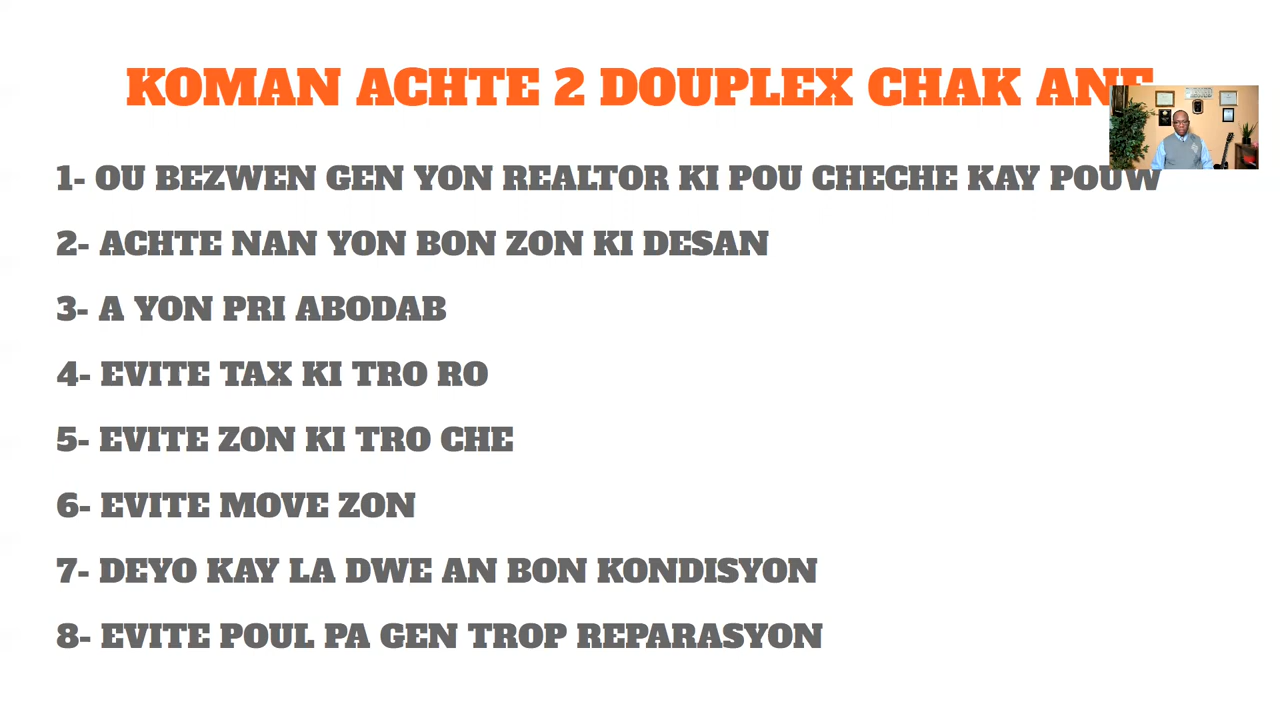 KOMAN ACHTE 2 DOUPLEX CHAK ANE
1- OU BEZWEN GEN YON REALTOR KI POU CHECHE KAY POUW
2- ACHTE NAN YON BON ZON KI DESAN
3- A YON PRI ABODAB
4- EVITE TAX KI TRO RO
5- EVITE ZON KI TRO CHE
6- EVITE MOVE ZON
7- DEYO KAY LA DWE AN BON KONDISYON
8- EVITE POUL PA GEN TROP REPARASYON